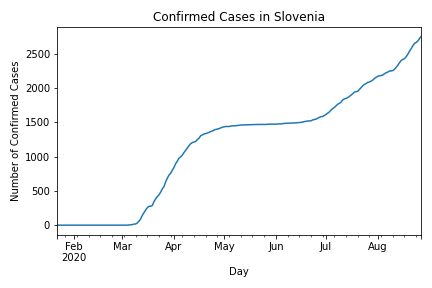 Confirmed Cases in Slovenia
Number of Confirmed Cases
2500
2000
1500
1000
500
0
Feb Mar Apr May Jun Jul Aug
2020
Day